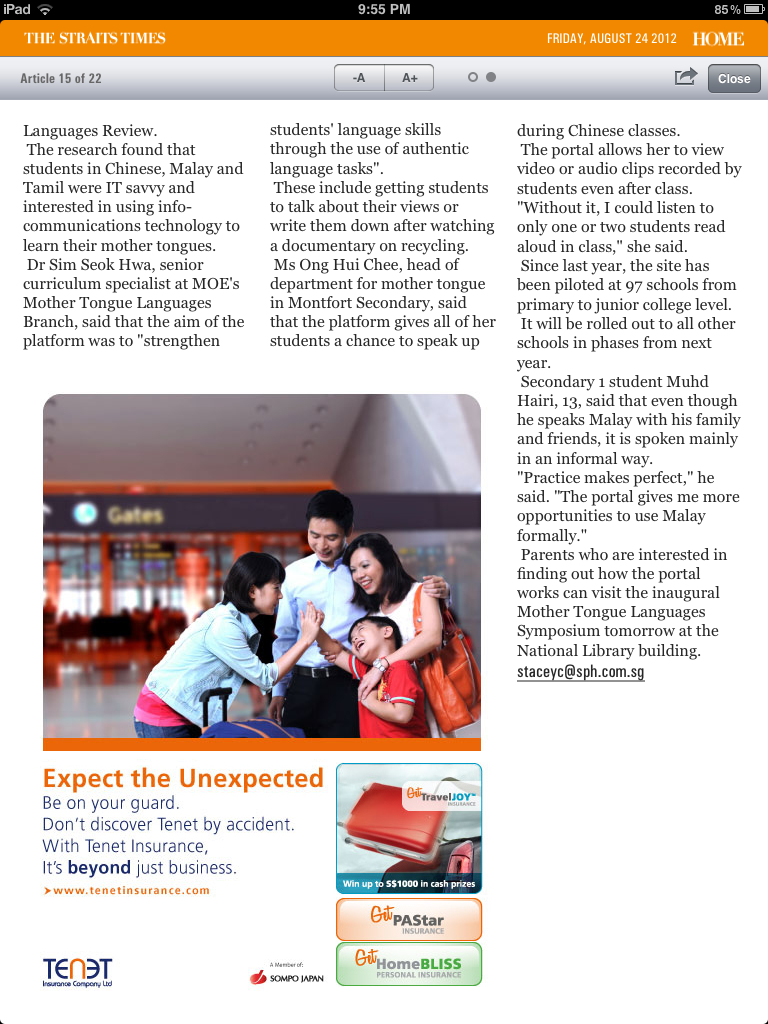 iPad
9:55 PM
85%
THE STRAITS TIMES
FRIDAY, AUGUST 24 2012
HOME
Article 15 of 22
-A
A+
Close
Languages Review.
The research found that
students in Chinese, Malay and
Tamil were IT savvy and
interested in using info-
communications technology to
learn their mother tongues.
Dr Sim Seok Hwa, senior
curriculum specialist at MOE's
Mother Tongue Languages
Branch, said that the aim of the
platform was to "strengthen
students' language skills
through the use of authentic
language tasks".
These include getting students
to talk about their views or
write them down after watching
a documentary on recycling.
Ms Ong Hui Chee, head of
department for mother tongue
in Montfort Secondary, said
that the platform gives all of her
students a chance to speak up
during Chinese classes.
The portal allows her to view
video or audio clips recorded by
students even after class.
"Without it, I could listen to
only one or two students read
aloud in class," she said.
Since last year, the site has
been piloted at 97 schools from
primary to junior college level.
It will be rolled out to all other
schools in phases from next
year.
Secondary 1 student Muhd
Hairi, 13, said that even though
he speaks Malay with his family
and friends, it is spoken mainly
in an informal way.
"Practice makes perfect," he
said. "The portal gives me more
opportunities to use Malay
formally."
Parents who are interested in
finding out how the portal
works can visit the inaugural
Mother Tongue Languages
Symposium tomorrow at the
National Library building.
staceyc@sph.com.sg
Gates
Expect the Unexpected
Be on your guard.
Don't discover Tenet by accident.
With Tenet Insurance,
It's beyond just business.
➤www.tenetinsurance.com
TENET
Insurance Company Ltd
A Member of:
SOMPO JAPAN
Get TravelJOY™
INSURANCE
Win up to S$1000 in cash prizes
Get PAStar
INSURANCE
Get HomeBLISS
PERSONAL INSURANCE